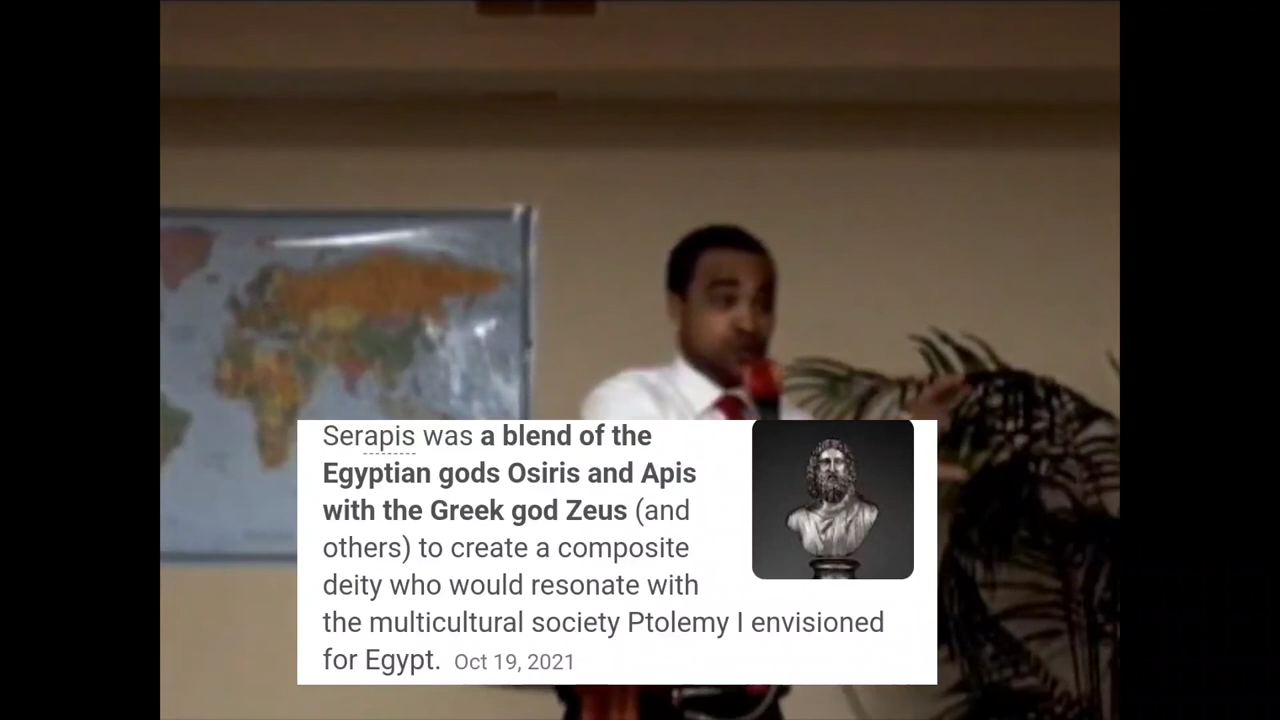 Serapis was a blend of the
Egyptian gods Osiris and Apis
with the Greek god Zeus (and
others) to create a composite
deity who would resonate with
the multicultural society Ptolemy I envisioned
for Egypt. Oct 19, 2021